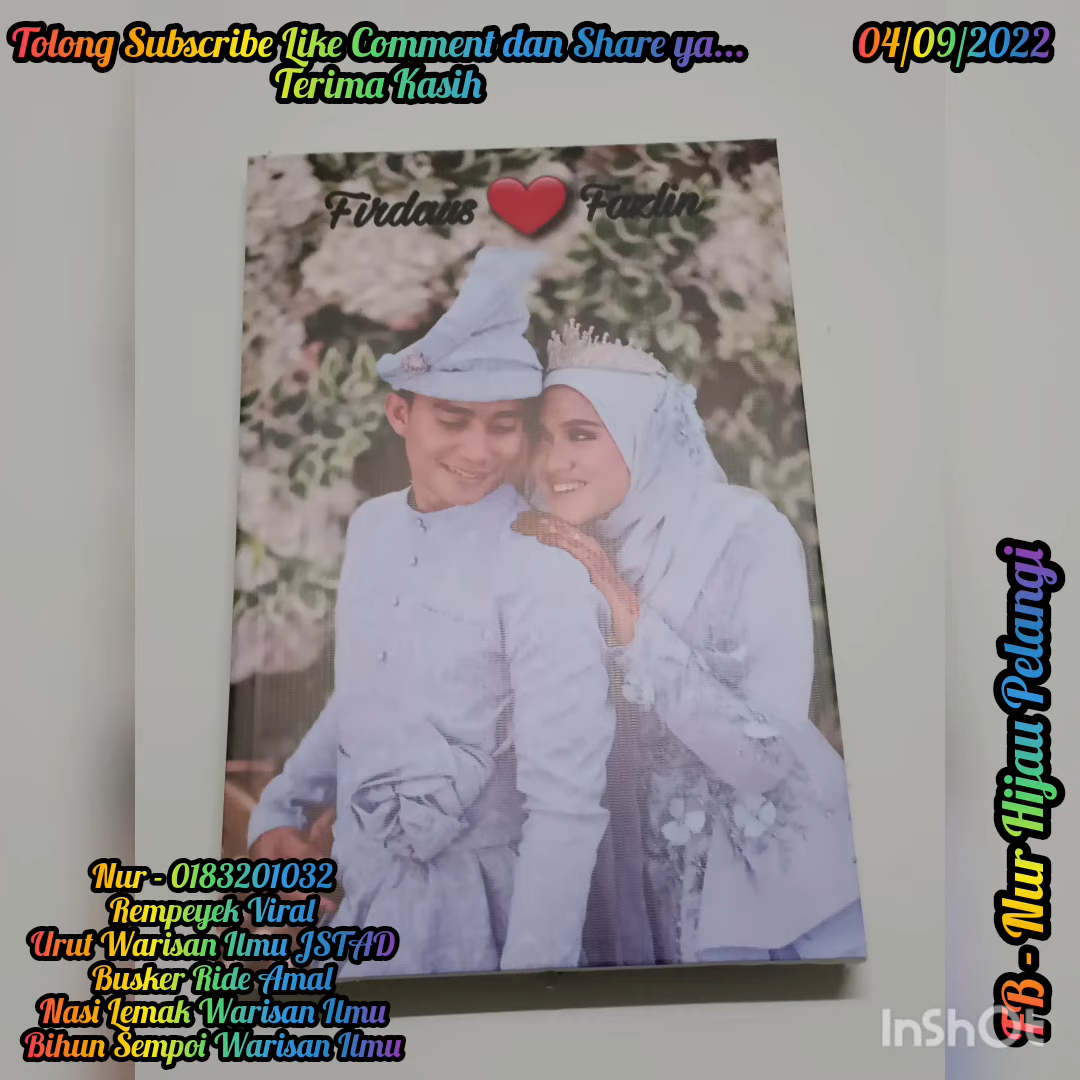 Tolong Subscribe Like Comment dan Share ya...
Terima Kasih
04/09/2022
Firdaus ❤ Fazlin
FB - Nur Hijau Pelangi
Nur - 0183201032
Rempeyek Viral
Urut Warisan Ilmu JSTAD
Busker Ride Amal
Nasi Lemak Warisan Ilmu
Bihun Sempoi Warisan Ilmu
InShOt